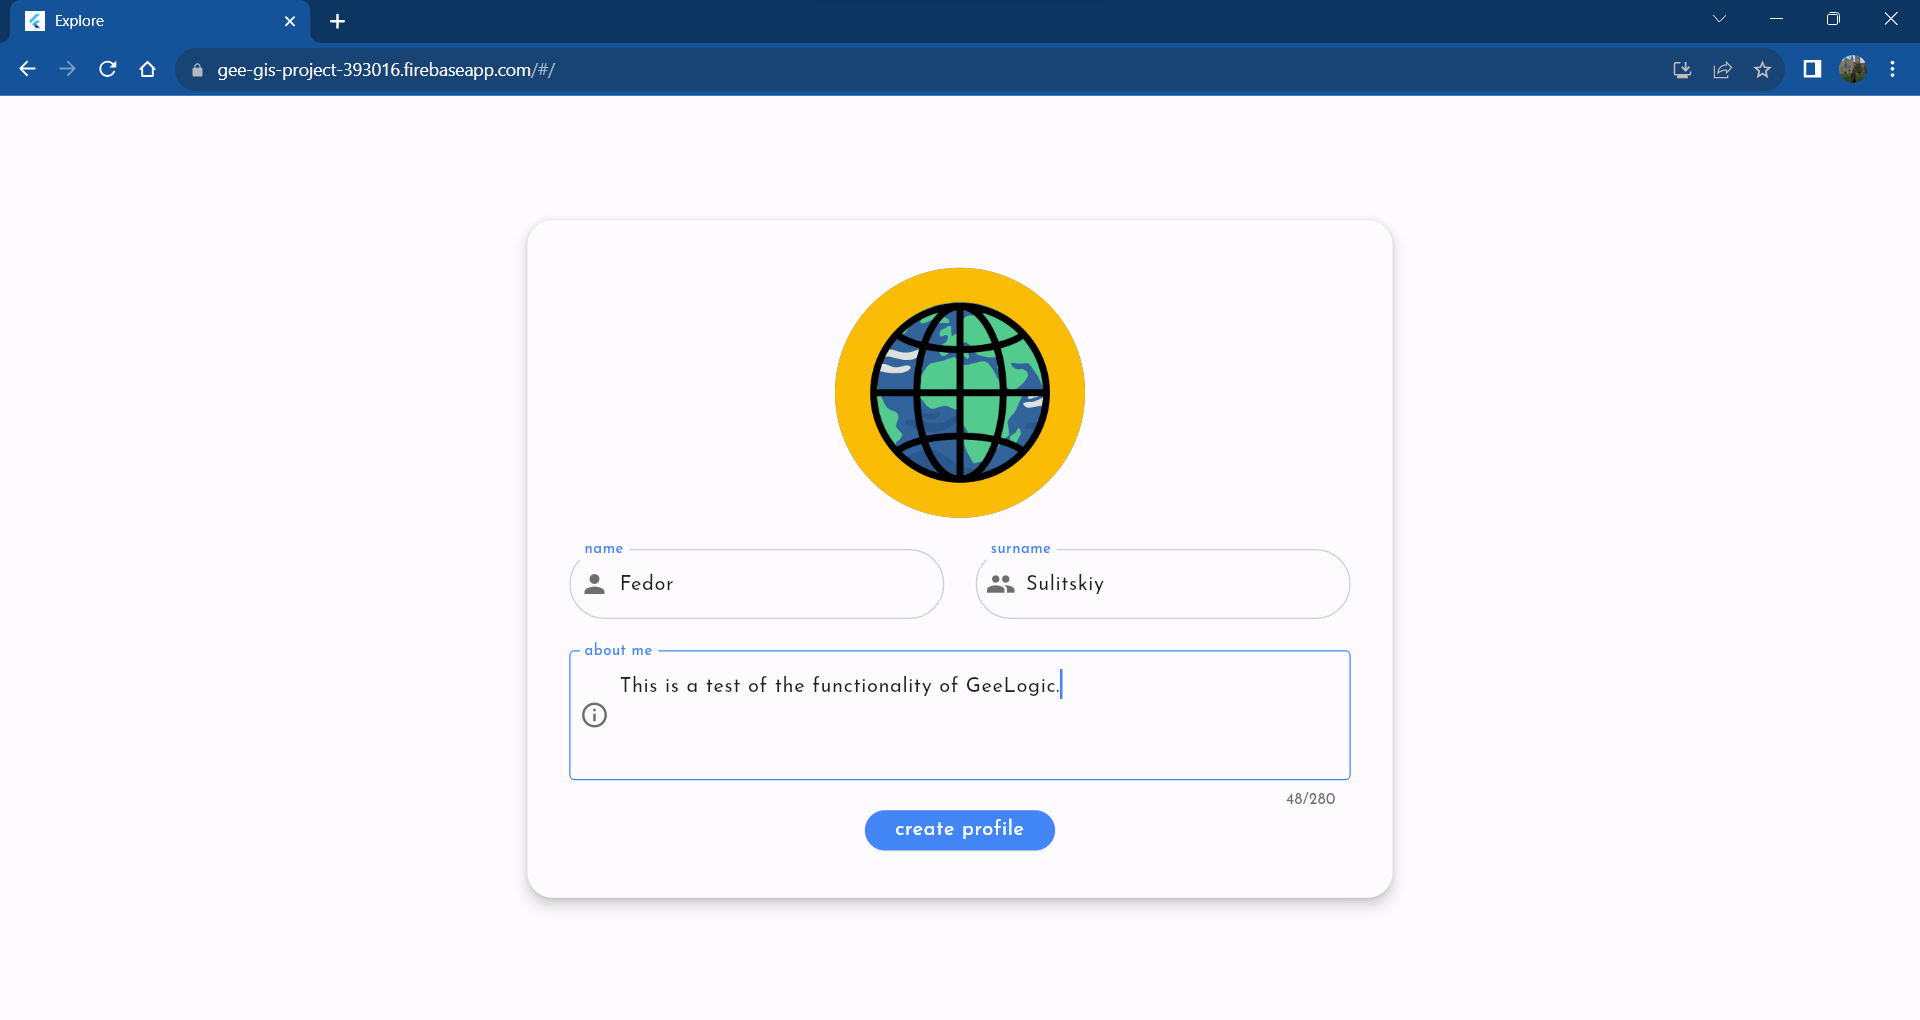 Explore
gee-gis-project-393016.firebaseapp.com/#/
name
Fedor
surname
Sulitskiy
about me
This is a test of the functionality of GeeLogic.
48/280
create profile